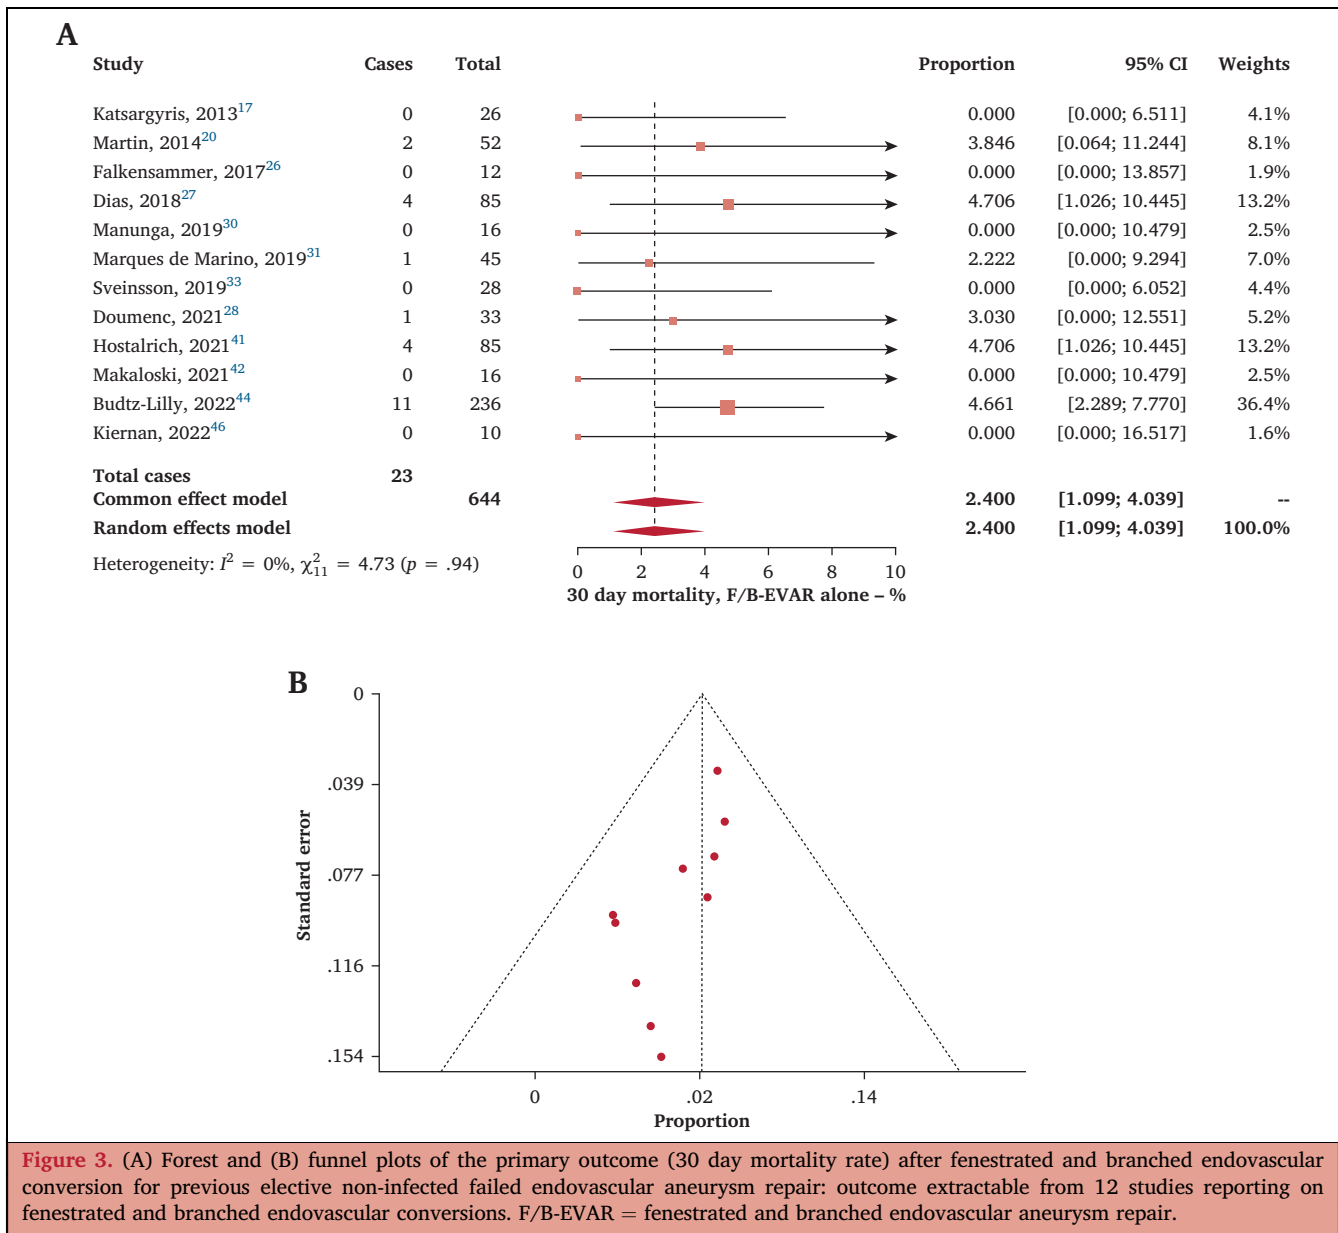 A
Study Cases Total Proportion 95% CI Weights
Katsargyris, 2013¹⁷ 0 26 0.000 [0.000; 6.511] 4.1%
Martin, 2014²⁰ 2 52 3.846 [0.064; 11.244] 8.1%
Falkensammer, 2017²⁶ 0 12 0.000 [0.000; 13.857] 1.9%
Dias, 2018²⁷ 4 85 4.706 [1.026; 10.445] 13.2%
Manunga, 2019³⁰ 0 16 0.000 [0.000; 10.479] 2.5%
Marques de Marino, 2019³¹ 1 45 2.222 [0.000; 9.294] 7.0%
Sveinsson, 2019³³ 0 28 0.000 [0.000; 6.052] 4.4%
Doumenc, 2021²⁸ 1 33 3.030 [0.000; 12.551] 5.2%
Hostalrich, 2021⁴¹ 4 85 4.706 [1.026; 10.445] 13.2%
Makaloski, 2021⁴² 0 16 0.000 [0.000; 10.479] 2.5%
Budtz-Lilly, 2022⁴⁴ 11 236 4.661 [2.289; 7.770] 36.4%
Kiernan, 2022⁴⁶ 0 10 0.000 [0.000; 16.517] 1.6%
Total cases 23
Common effect model 644 2.400 [1.099; 4.039] --
Random effects model 2.400 [1.099; 4.039] 100.0%
Heterogeneity: I² = 0%, χ²₁₁ = 4.73 (p = .94)
0 2 4 6 8 10
30 day mortality, F/B-EVAR alone – %
B
0
.039
.077
.116
.154
Standard error
0 .02 .14
Proportion
Figure 3. (A) Forest and (B) funnel plots of the primary outcome (30 day mortality rate) after fenestrated and branched endovascular
conversion for previous elective non-infected failed endovascular aneurysm repair: outcome extractable from 12 studies reporting on
fenestrated and branched endovascular conversions. F/B-EVAR = fenestrated and branched endovascular aneurysm repair.